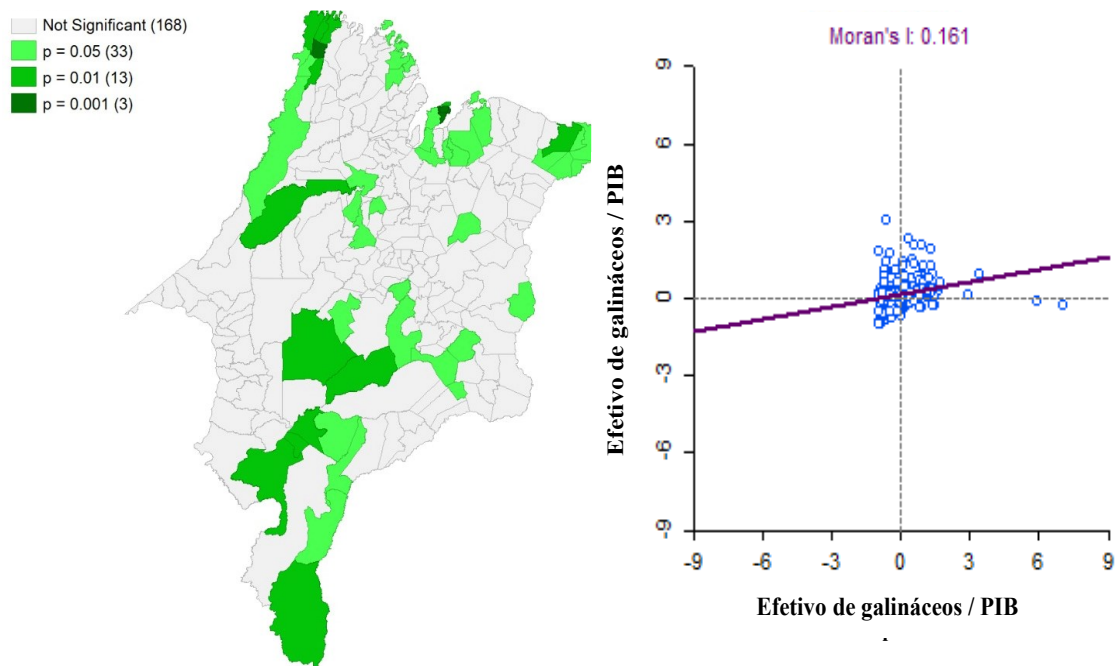 Not Significant (168)
p = 0.05 (33)
p = 0.01 (13)
p = 0.001 (3)
Moran's I: 0.161
Efetivo de galináceos / PIB
9
6
3
0
-3
-6
-9
-9
-6
-3
0
3
6
9
Efetivo de galináceos / PIB